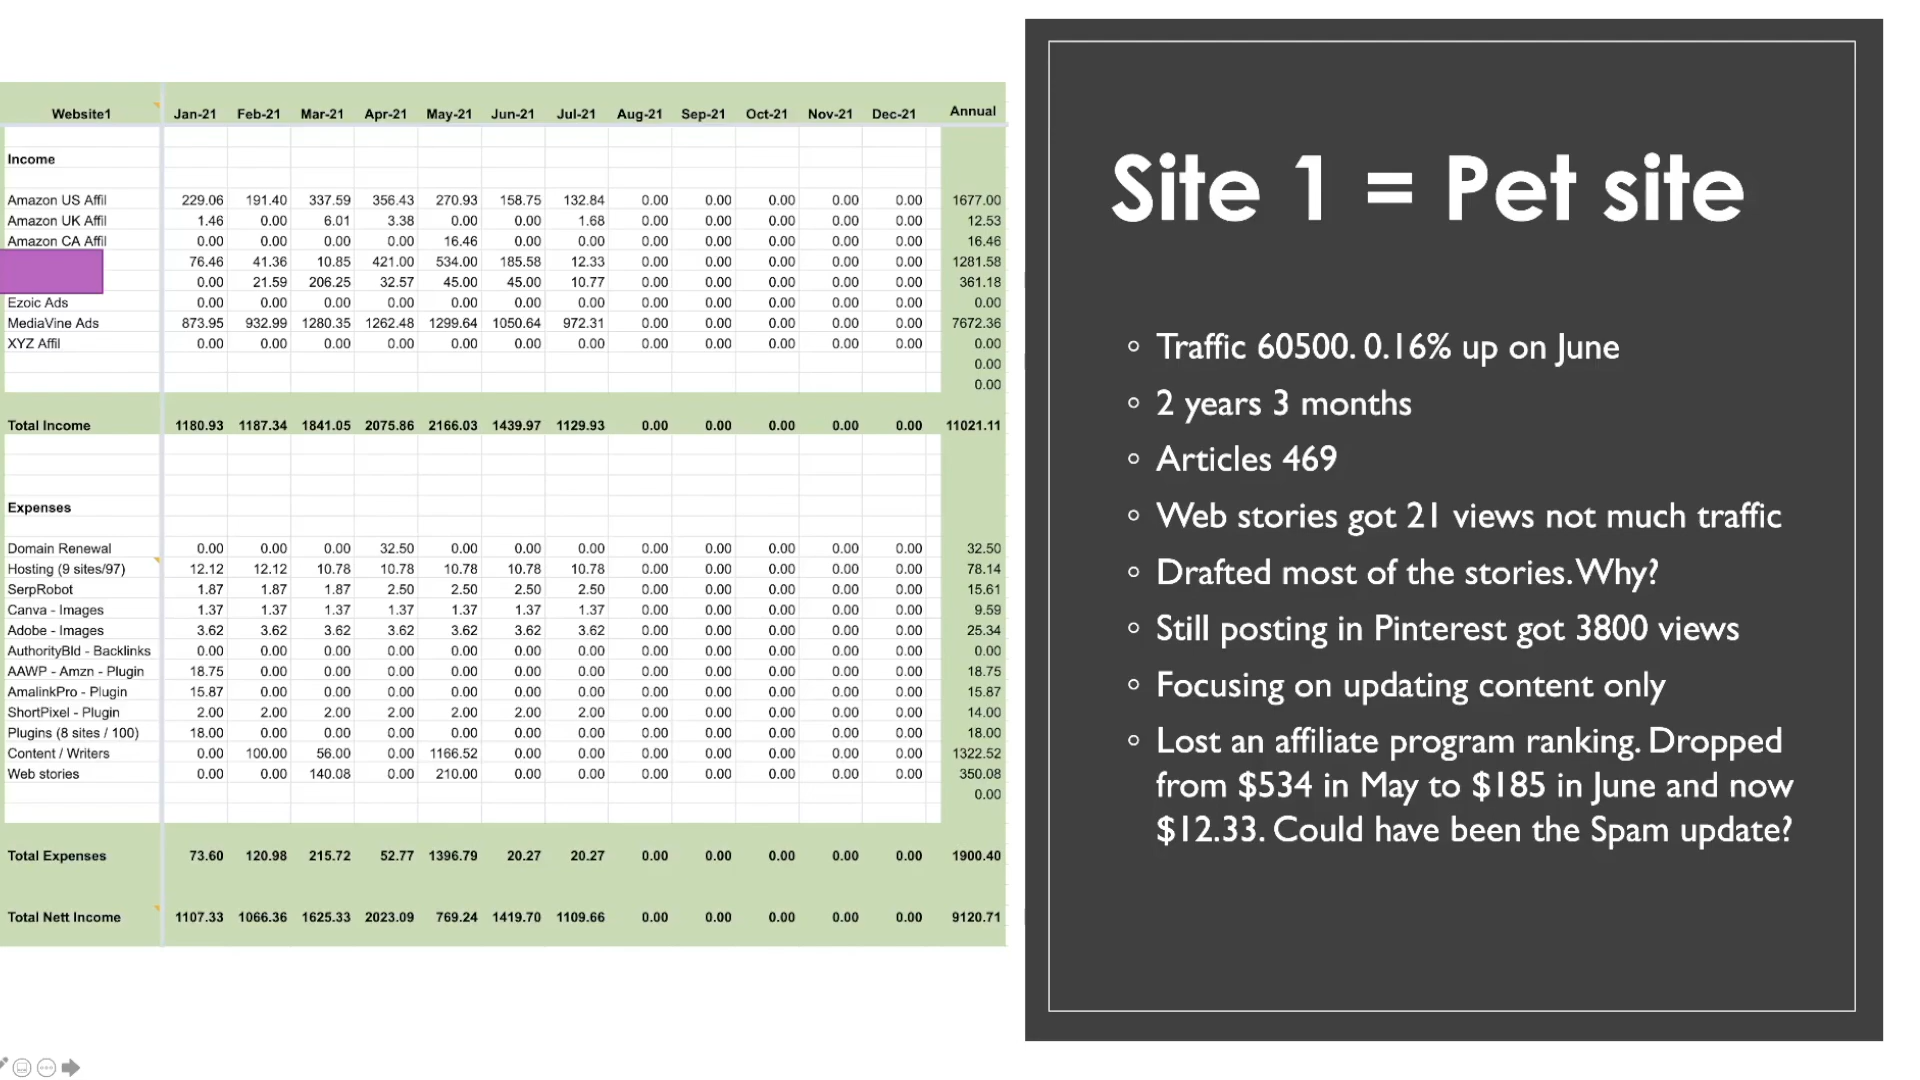 Website1 Jan-21 Feb-21 Mar-21 Apr-21 May-21 Jun-21 Jul-21 Aug-21 Sep-21 Oct-21 Nov-21 Dec-21 Annual
Income
Amazon US Affil 229.06 191.40 337.59 356.43 270.93 158.75 132.84 0.00 0.00 0.00 0.00 0.00 1677.00
Amazon UK Affil 1.46 0.00 6.01 3.38 0.00 0.00 1.68 0.00 0.00 0.00 0.00 0.00 12.53
Amazon CA Affil 0.00 0.00 0.00 0.00 16.46 0.00 0.00 0.00 0.00 0.00 0.00 0.00 16.46
76.46 41.36 10.85 421.00 534.00 185.58 12.33 0.00 0.00 0.00 0.00 0.00 1281.58
0.00 21.59 206.25 32.57 45.00 45.00 10.77 0.00 0.00 0.00 0.00 0.00 361.18
Ezoic Ads 0.00 0.00 0.00 0.00 0.00 0.00 0.00 0.00 0.00 0.00 0.00 0.00 0.00
MediaVine Ads 873.95 932.99 1280.35 1262.48 1299.64 1050.64 972.31 0.00 0.00 0.00 0.00 0.00 7672.36
XYZ Affil 0.00 0.00 0.00 0.00 0.00 0.00 0.00 0.00 0.00 0.00 0.00 0.00 0.00
0.00
0.00
Total Income 1180.93 1187.34 1841.05 2075.86 2166.03 1439.97 1129.93 0.00 0.00 0.00 0.00 0.00 11021.11
Expenses
Domain Renewal 0.00 0.00 0.00 32.50 0.00 0.00 0.00 0.00 0.00 0.00 0.00 0.00 32.50
Hosting (9 sites/97) 12.12 12.12 10.78 10.78 10.78 10.78 10.78 0.00 0.00 0.00 0.00 0.00 78.14
SerpRobot 1.87 1.87 1.87 2.50 2.50 2.50 2.50 0.00 0.00 0.00 0.00 0.00 15.61
Canva - Images 1.37 1.37 1.37 1.37 1.37 1.37 1.37 0.00 0.00 0.00 0.00 0.00 9.59
Adobe - Images 3.62 3.62 3.62 3.62 3.62 3.62 3.62 0.00 0.00 0.00 0.00 0.00 25.34
AuthorityBld - Backlinks 0.00 0.00 0.00 0.00 0.00 0.00 0.00 0.00 0.00 0.00 0.00 0.00 0.00
AAWP - Amzn - Plugin 18.75 0.00 0.00 0.00 0.00 0.00 0.00 0.00 0.00 0.00 0.00 0.00 18.75
AmalinkPro - Plugin 15.87 0.00 0.00 0.00 0.00 0.00 0.00 0.00 0.00 0.00 0.00 0.00 15.87
ShortPixel - Plugin 2.00 2.00 2.00 2.00 2.00 2.00 2.00 0.00 0.00 0.00 0.00 0.00 14.00
Plugins (8 sites / 100) 18.00 0.00 0.00 0.00 0.00 0.00 0.00 0.00 0.00 0.00 0.00 0.00 18.00
Content / Writers 0.00 100.00 56.00 0.00 1166.52 0.00 0.00 0.00 0.00 0.00 0.00 0.00 1322.52
Web stories 0.00 0.00 140.08 0.00 210.00 0.00 0.00 0.00 0.00 0.00 0.00 0.00 350.08
0.00
Total Expenses 73.60 120.98 215.72 52.77 1396.79 20.27 20.27 0.00 0.00 0.00 0.00 0.00 1900.40
Total Nett Income 1107.33 1066.36 1625.33 2023.09 769.24 1419.70 1109.66 0.00 0.00 0.00 0.00 0.00 9120.71
Site 1 = Pet site
Traffic 60500. 0.16% up on June
2 years 3 months
Articles 469
Web stories got 21 views not much traffic
Drafted most of the stories. Why?
Still posting in Pinterest got 3800 views
Focusing on updating content only
Lost an affiliate program ranking. Dropped
from $534 in May to $185 in June and now
$12.33. Could have been the Spam update?